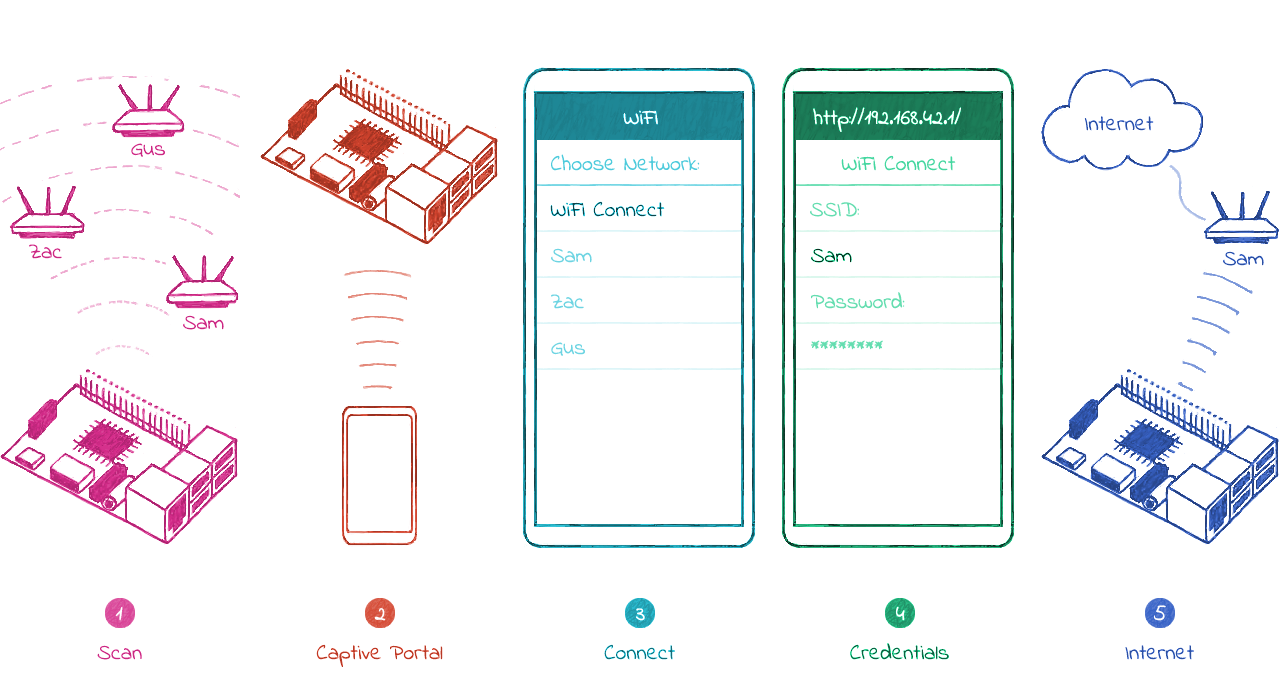 Gus
Zac
Sam
1
Scan
2
Captive Portal
WiFi
Choose Network:
WiFi Connect
Sam
Zac
Gus
3
Connect
http://192.168.42.1/
WiFi Connect
SSID:
Sam
Password:
********
4
Credentials
Internet
Sam
5
Internet